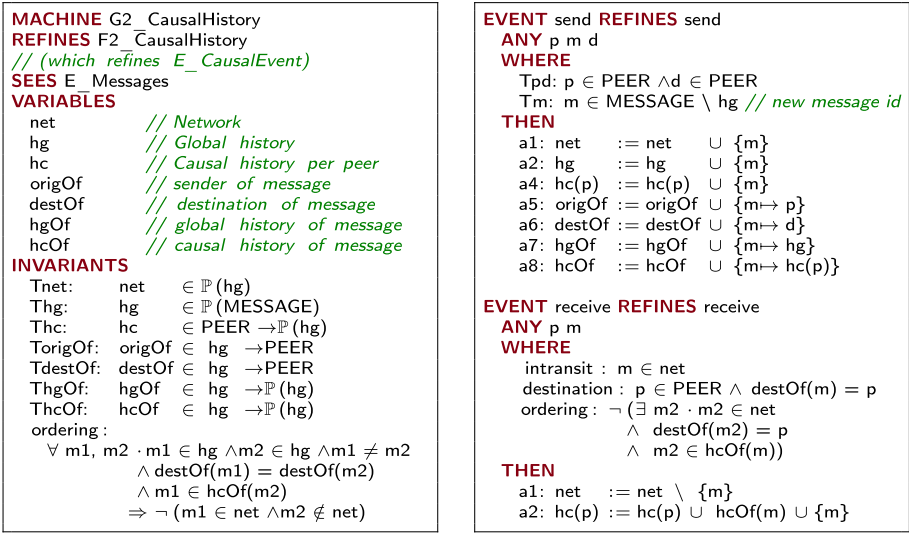 MACHINE G2_CausalHistory
REFINES F2_CausalHistory
// (which refines E_CausalEvent)
SEES E_Messages
VARIABLES
net // Network
hg // Global history
hc // Causal history per peer
origOf // sender of message
destOf // destination of message
hgOf // global history of message
hcOf // causal history of message
INVARIANTS
Tnet: net ∈ ℙ(hg)
Thg: hg ∈ ℙ(MESSAGE)
Thc: hc ∈ PEER →ℙ(hg)
TorigOf: origOf ∈ hg →PEER
TdestOf: destOf ∈ hg →PEER
ThgOf: hgOf ∈ hg →ℙ(hg)
ThcOf: hcOf ∈ hg →ℙ(hg)
ordering:
∀ m1, m2 · m1 ∈ hg ∧m2 ∈ hg ∧m1 ≠ m2
∧ destOf(m1) = destOf(m2)
∧ m1 ∈ hcOf(m2)
⇒ ¬ (m1 ∈ net ∧m2 ∉ net)
EVENT send REFINES send
ANY p m d
WHERE
Tpd: p ∈ PEER ∧d ∈ PEER
Tm: m ∈ MESSAGE \ hg // new message id
THEN
a1: net := net ∪ {m}
a2: hg := hg ∪ {m}
a4: hc(p) := hc(p) ∪ {m}
a5: origOf := origOf ∪ {m↦ p}
a6: destOf := destOf ∪ {m↦ d}
a7: hgOf := hgOf ∪ {m↦ hg}
a8: hcOf := hcOf ∪ {m↦ hc(p)}
EVENT receive REFINES receive
ANY p m
WHERE
intransit : m ∈ net
destination : p ∈ PEER ∧ destOf(m) = p
ordering : ¬ (∃ m2 · m2 ∈ net
∧ destOf(m2) = p
∧ m2 ∈ hcOf(m))
THEN
a1: net := net \ {m}
a2: hc(p) := hc(p) ∪ hcOf(m) ∪ {m}